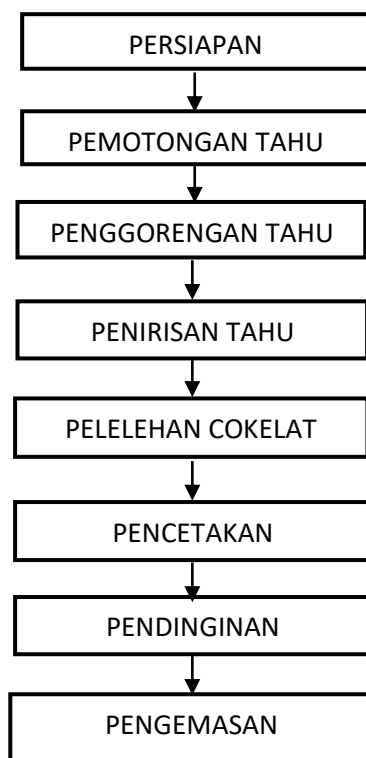 PERSIAPAN
PEMOTONGAN TAHU
PENGGORENGAN TAHU
PENIRISAN TAHU
PELELEHAN COKELAT
PENCETAKAN
PENDINGINAN
PENGEMASAN